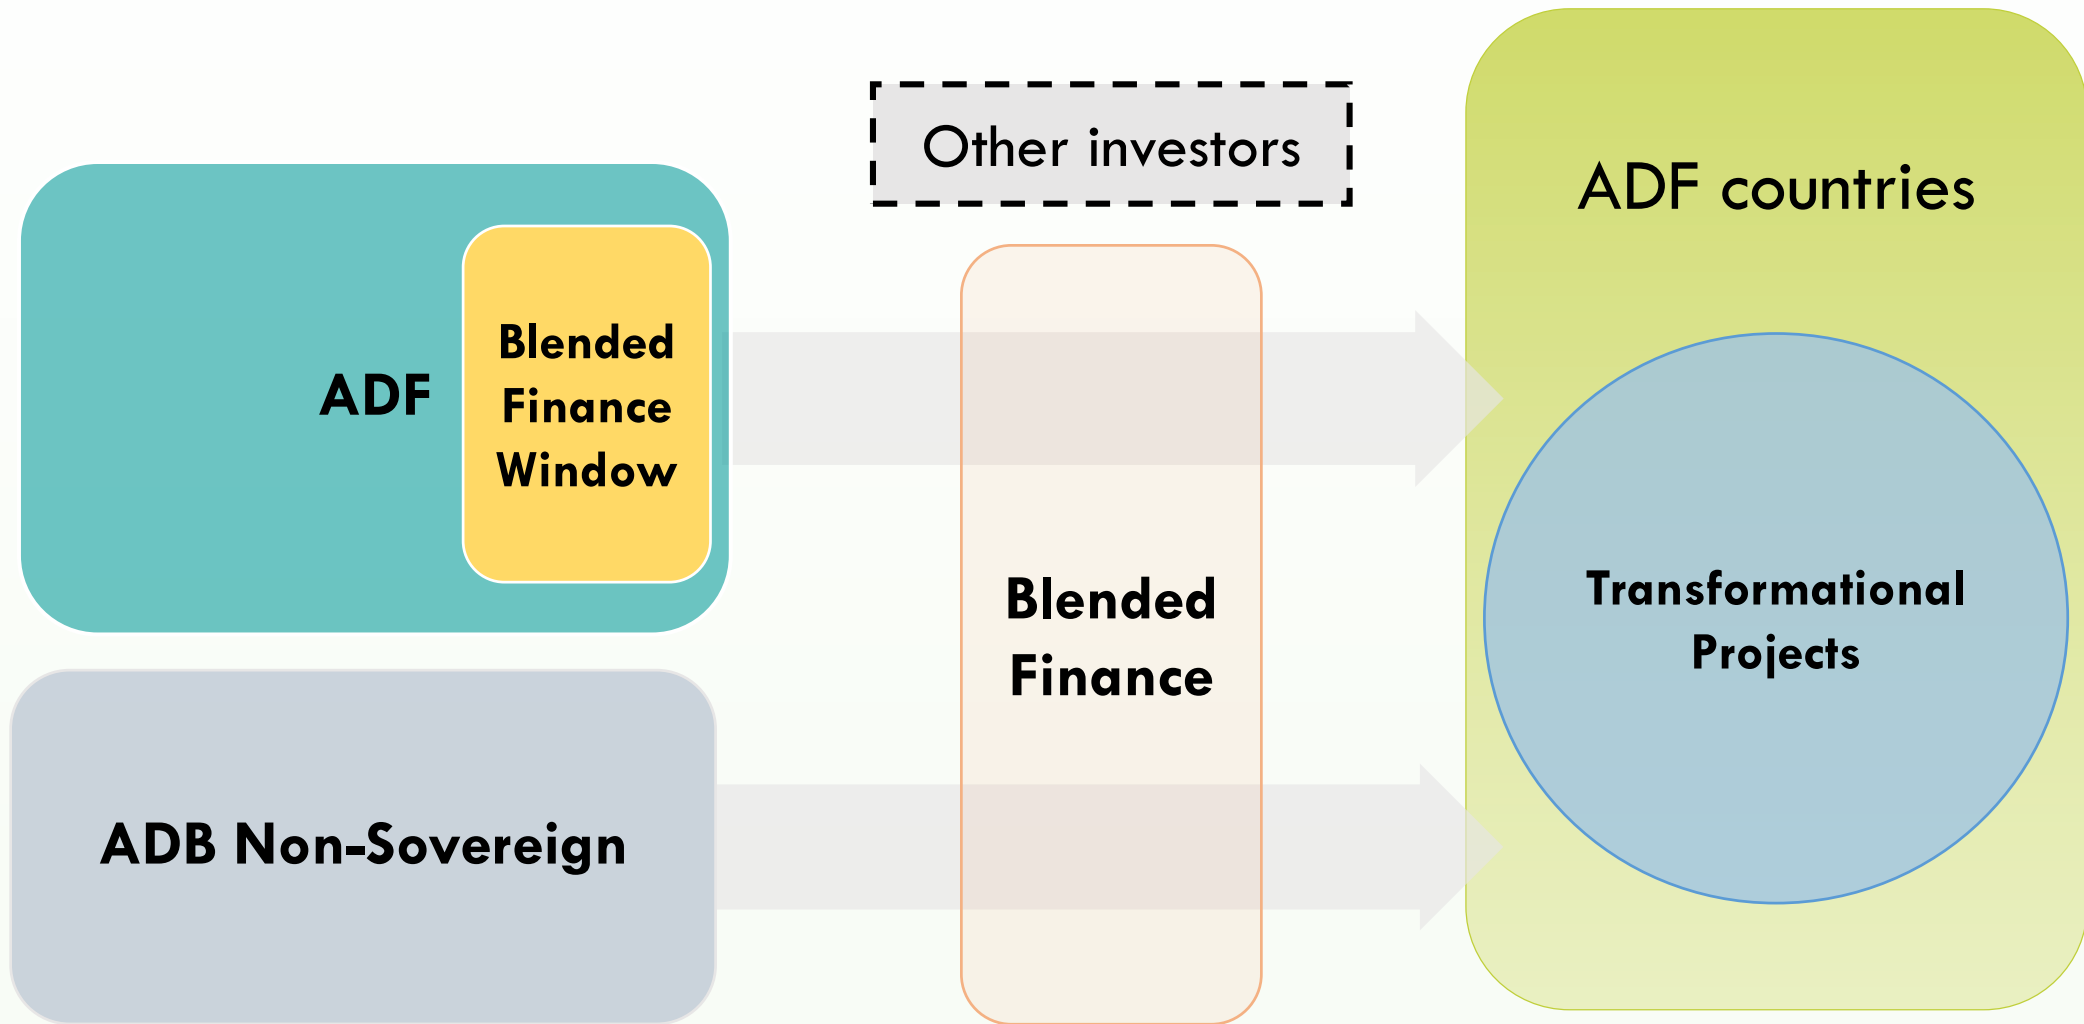 Other investors
ADF countries
ADF
Blended
Finance
Window
Blended
Finance
Transformational
Projects
ADB Non-Sovereign